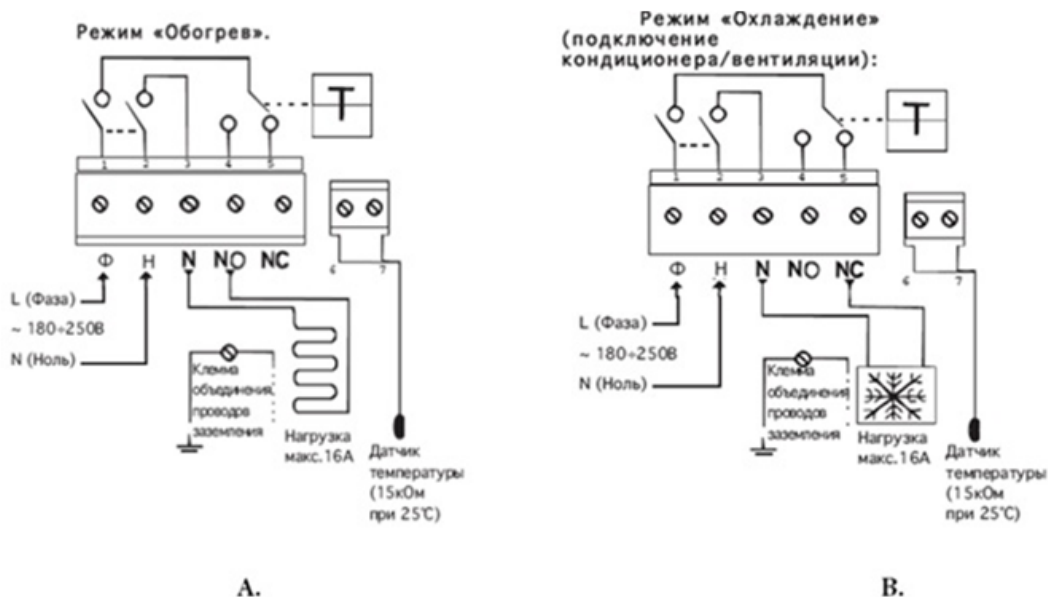 Режим «Обогрев».
T
1 2 3 4 5
Ф Н N NO NC
6 7
L (Фаза)
~ 180÷250В
N (Ноль)
Клемма
объединения
проводов
заземления
Нагрузка
макс.16А
Датчик
температуры
(15кОм
при 25℃)
A.
Режим «Охлаждение»
(подключение
кондиционера/вентиляции):
T
1 2 3 4 5
Ф Н N NO NC
6 7
L (Фаза)
~ 180÷250В
N (Ноль)
Клемма
объединения
проводов
заземления
Нагрузка
макс.16А
Датчик
температуры
(15кОм
при 25℃)
B.